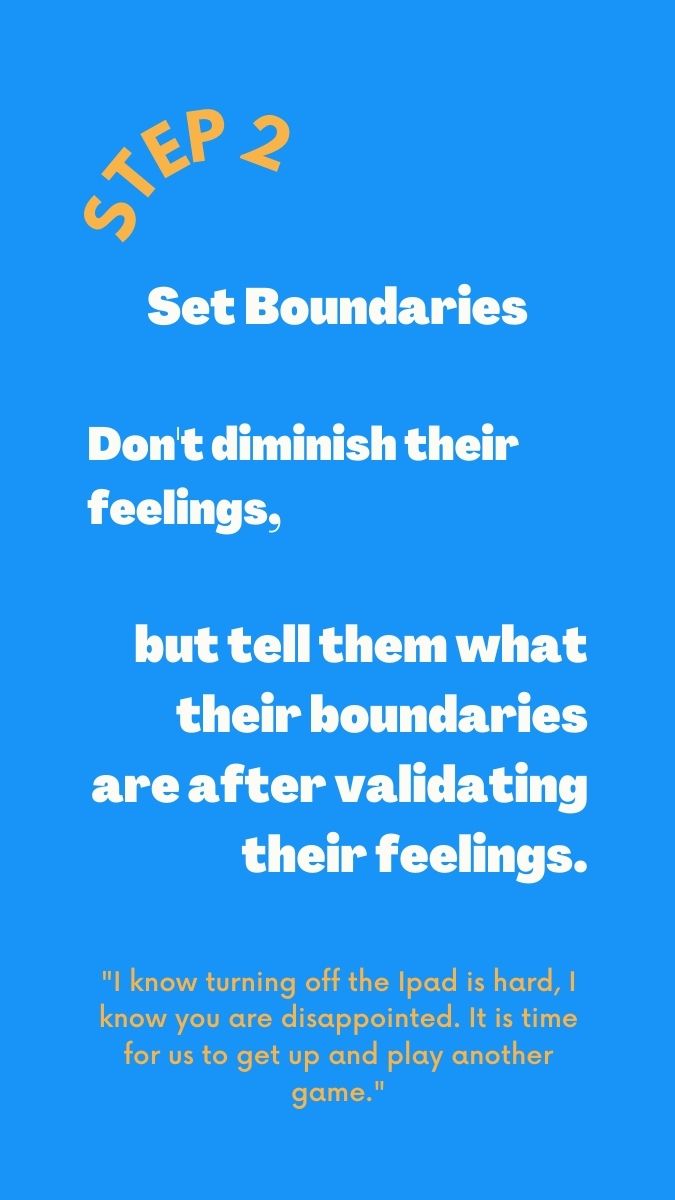 STEP 2
Set Boundaries
Don't diminish their
feelings,
but tell them what
their boundaries
are after validating
their feelings.
"I know turning off the Ipad is hard, I
know you are disappointed. It is time
for us to get up and play another
game."